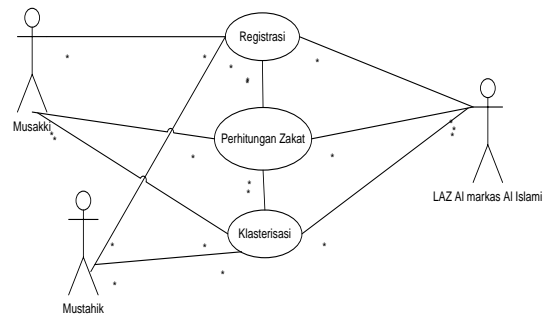 Registrasi
Musakki
Perhitungan Zakat
LAZ Al markas Al Islami
Klasterisasi
Mustahik